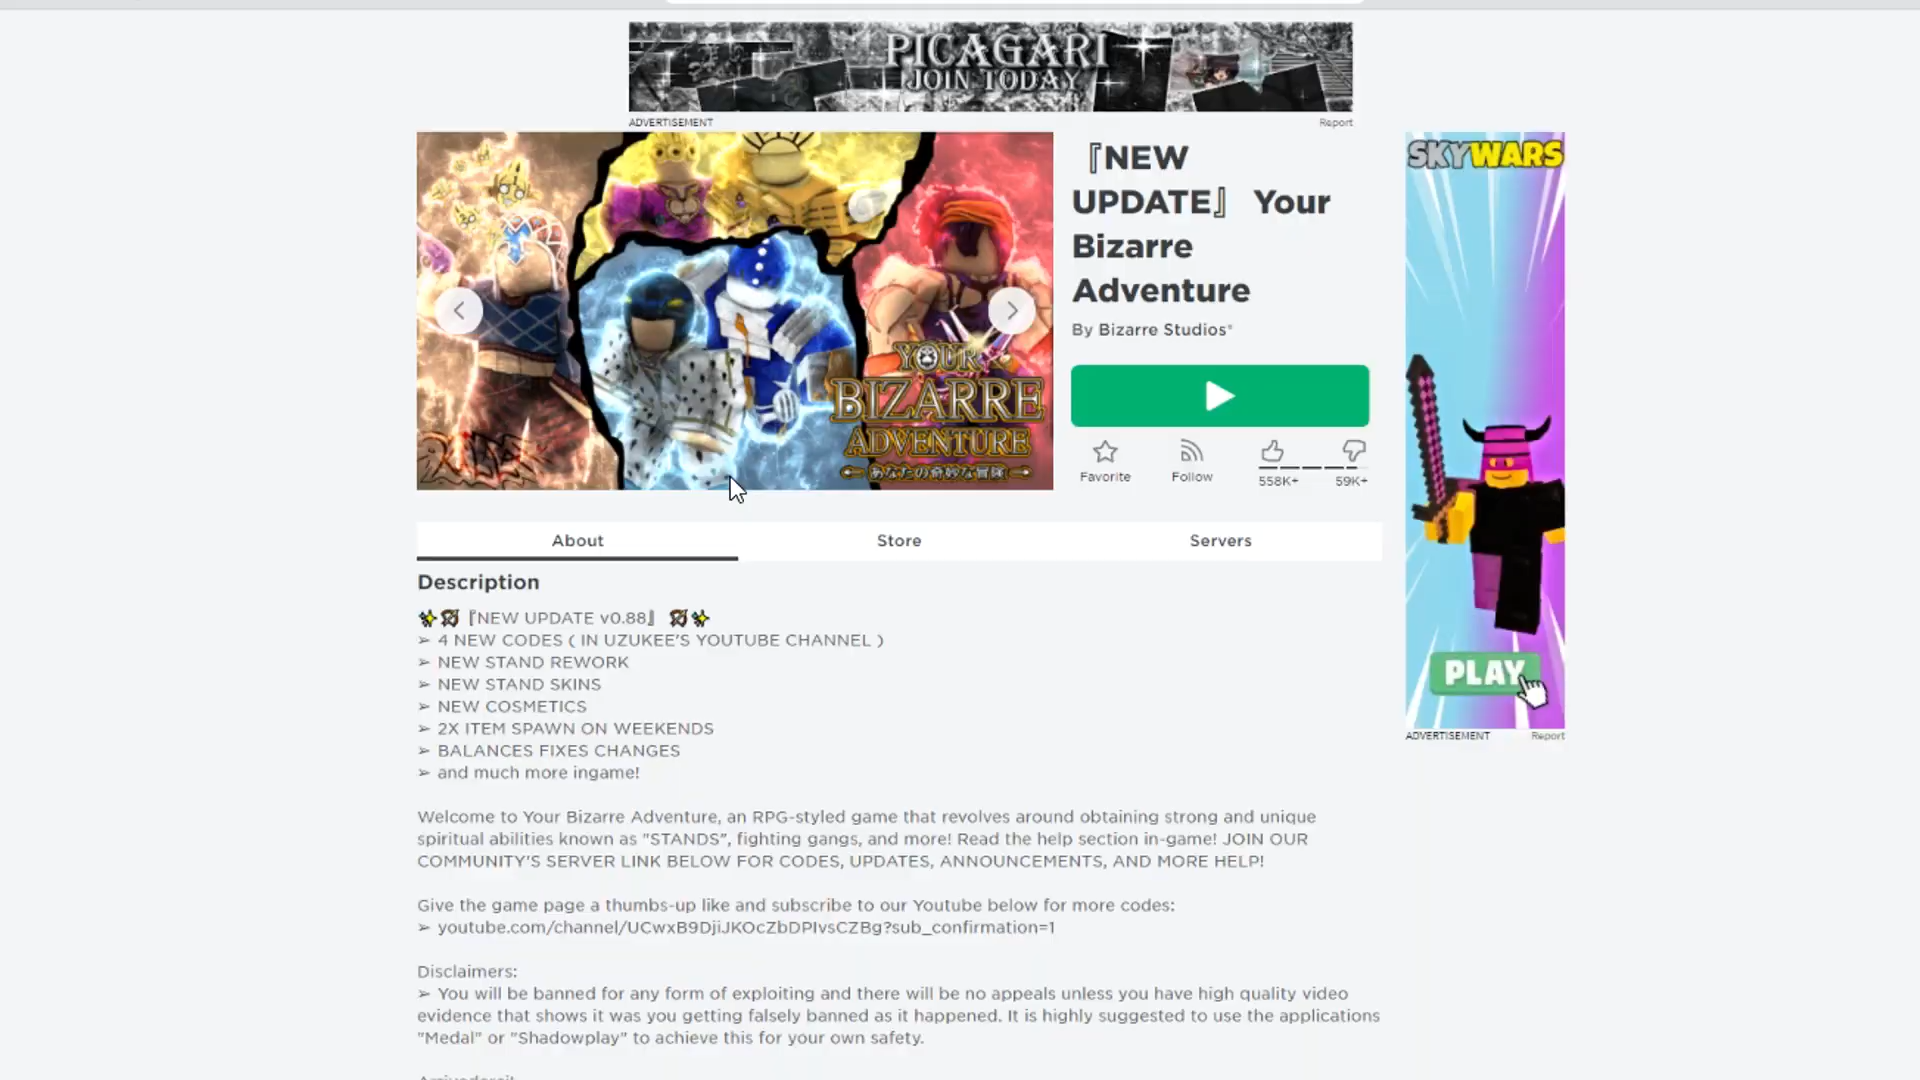 PICAGARI
JOIN TODAY
ADVERTISEMENT
Report
YOUR
BIZARRE
ADVENTURE
あなたの奇妙な冒険
『NEW
UPDATE』 Your
Bizarre
Adventure
By Bizarre Studios®
Favorite
Follow
558K+
59K+
SKYWARS
PLAY
ADVERTISEMENT
Report
About
Store
Servers
Description
✨🏹『NEW UPDATE v0.88』 🏹✨
➢ 4 NEW CODES ( IN UZUKEE'S YOUTUBE CHANNEL )
➢ NEW STAND REWORK
➢ NEW STAND SKINS
➢ NEW COSMETICS
➢ 2X ITEM SPAWN ON WEEKENDS
➢ BALANCES FIXES CHANGES
➢ and much more ingame!
Welcome to Your Bizarre Adventure, an RPG-styled game that revolves around obtaining strong and unique
spiritual abilities known as "STANDS", fighting gangs, and more! Read the help section in-game! JOIN OUR
COMMUNITY'S SERVER LINK BELOW FOR CODES, UPDATES, ANNOUNCEMENTS, AND MORE HELP!
Give the game page a thumbs-up like and subscribe to our Youtube below for more codes:
➢ youtube.com/channel/UCwxB9DjiJKOcZbDPIvsCZBg?sub_confirmation=1
Disclaimers:
➢ You will be banned for any form of exploiting and there will be no appeals unless you have high quality video
evidence that shows it was you getting falsely banned as it happened. It is highly suggested to use the applications
"Medal" or "Shadowplay" to achieve this for your own safety.